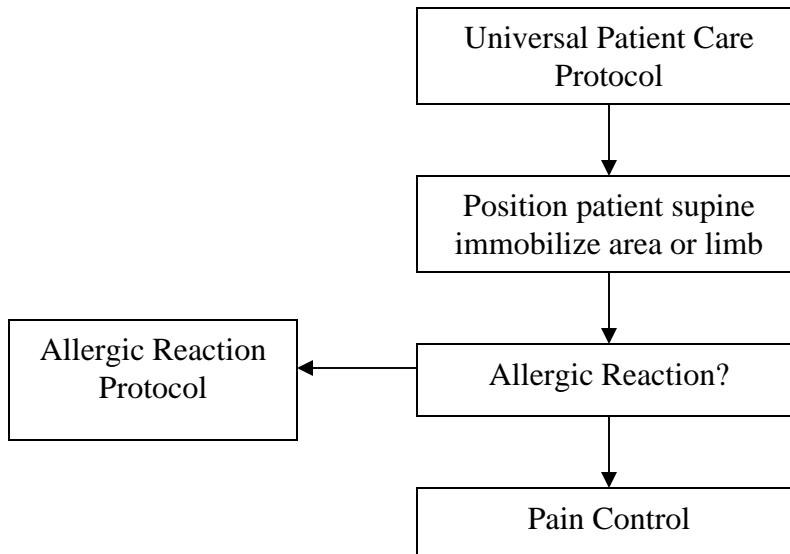 Universal Patient Care
Protocol
Position patient supine
immobilize area or limb
Allergic Reaction
Protocol
Allergic Reaction?
Pain Control